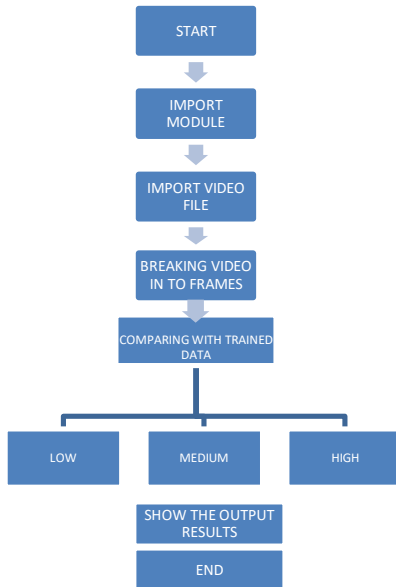 START
IMPORT
MODULE
IMPORT VIDEO
FILE
BREAKING VIDEO
IN TO FRAMES
COMPARING WITH TRAINED
DATA
LOW
MEDIUM
HIGH
SHOW THE OUTPUT
RESULTS
END